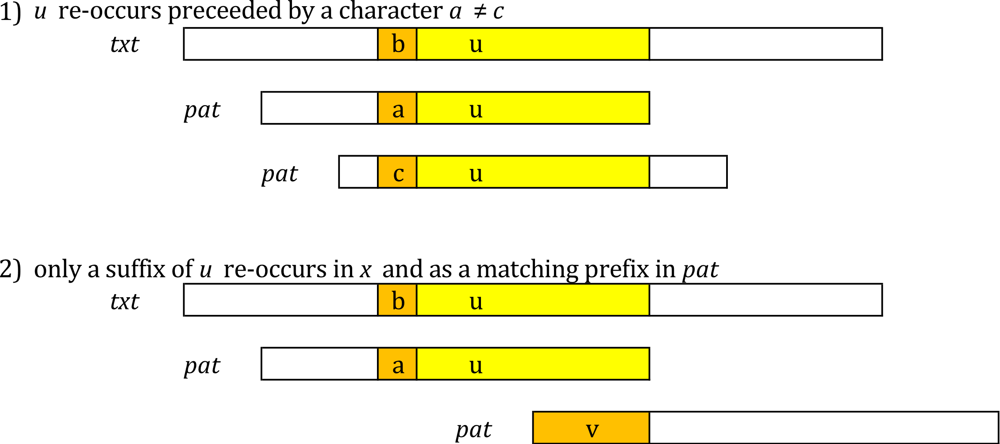 1) u re-occurs preceeded by a character a ≠ c
txt b u
pat a u
pat c u
2) only a suffix of u re-occurs in x and as a matching prefix in pat
txt b u
pat a u
pat v